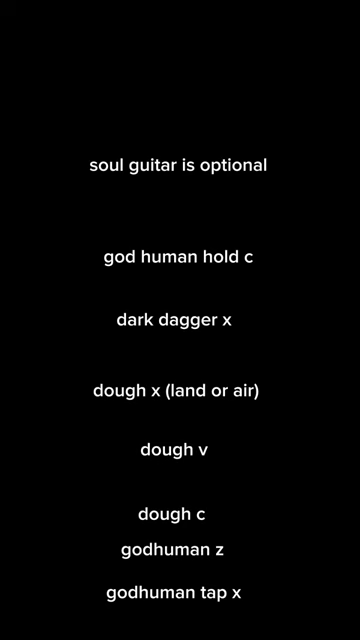 soul guitar is optional
god human hold c
dark dagger x
dough x (land or air)
dough v
dough c
godhuman z
godhuman tap x